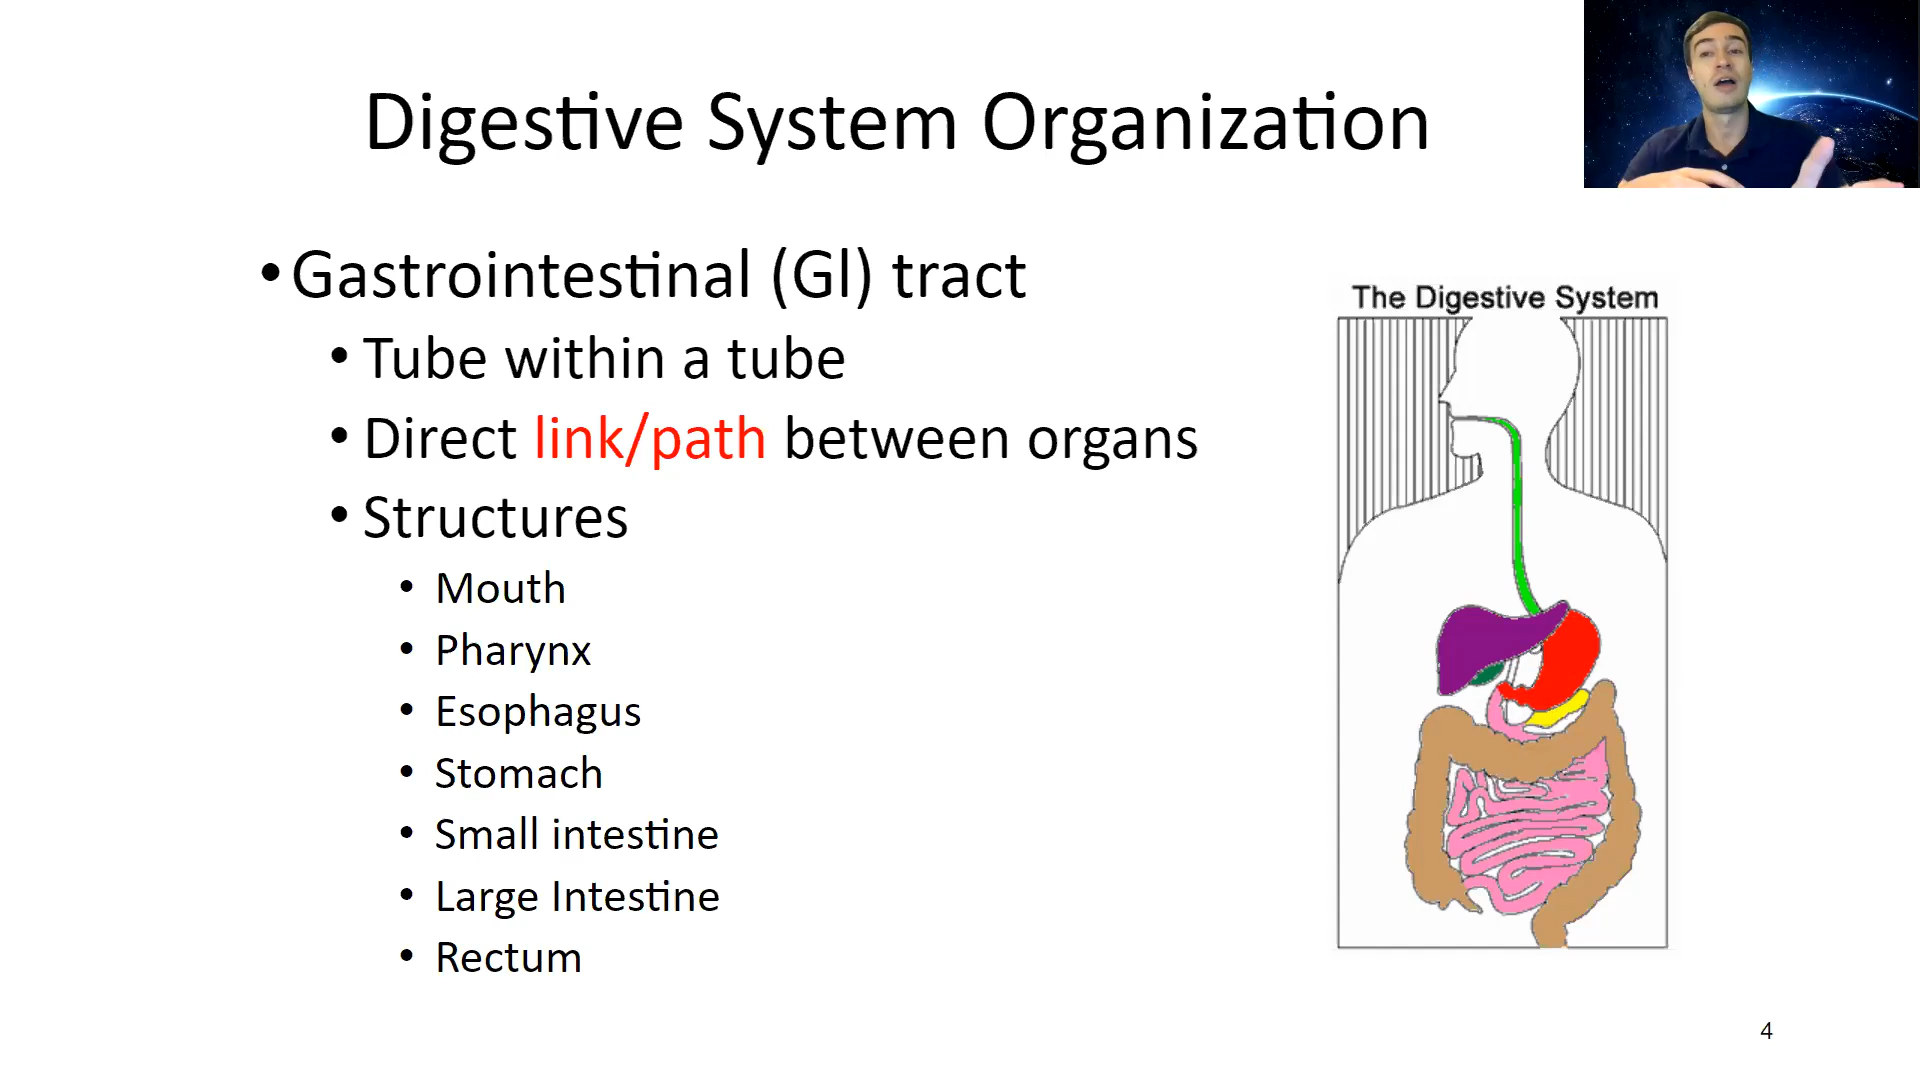 Digestive System Organization
• Gastrointestinal (Gl) tract
• Tube within a tube
• Direct link/path between organs
• Structures
• Mouth
• Pharynx
• Esophagus
• Stomach
• Small intestine
• Large Intestine
• Rectum
The Digestive System
4